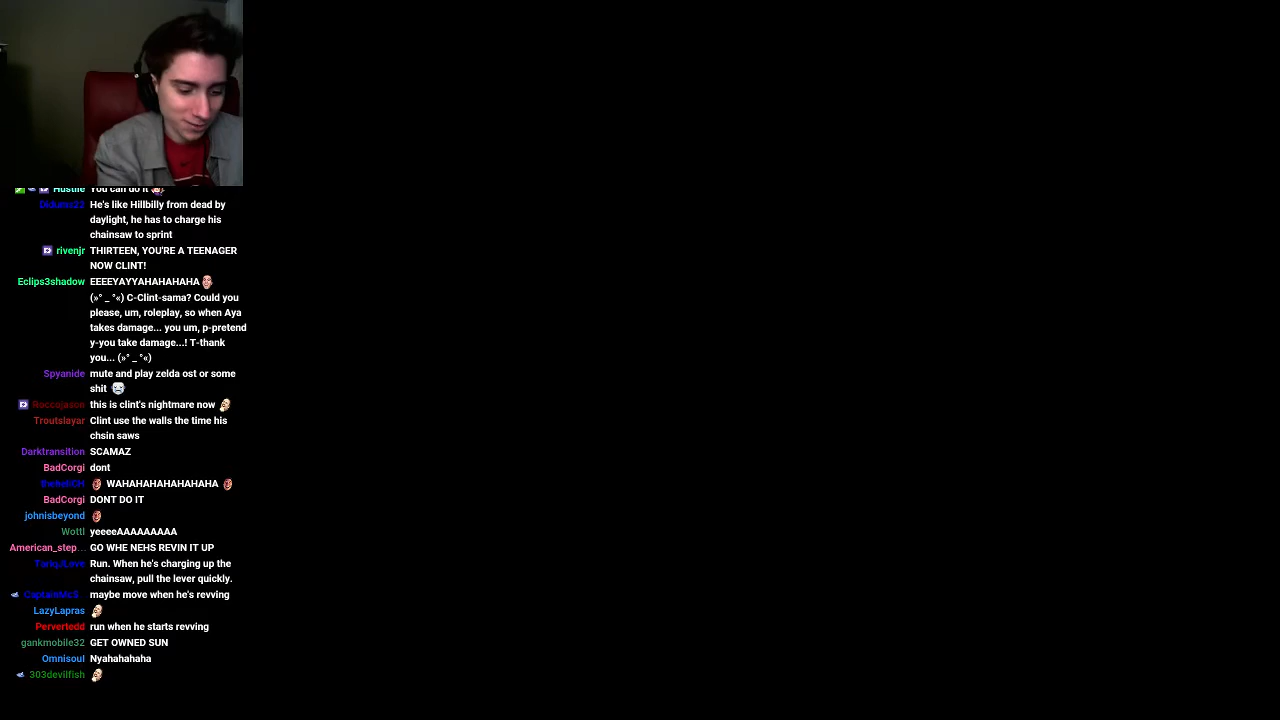 Hustle You can do it
Didumz22 He's like Hillbilly from dead by
daylight, he has to charge his
chainsaw to sprint
rivenjr THIRTEEN, YOU'RE A TEENAGER
NOW CLINT!
Eclips3shadow EEEEYAYYAHAHAHAHA
(»° _ °«) C-Clint-sama? Could you
please, um, roleplay, so when Aya
takes damage... you um, p-pretend
y-you take damage...! T-thank
you... (»° _ °«)
Spyanide mute and play zelda ost or some
shit
this is clint's nightmare now
Troutslayar Clint use the walls the time his
chsin saws
Darktransition SCAMAZ
BadCorgi dont
WAHAHAHAHAHAHAHA
BadCorgi DONT DO IT
johnisbeyond
Wottl yeeeeAAAAAAAAA
American_step... GO WHE NEHS REVIN IT UP
Run. When he's charging up the
chainsaw, pull the lever quickly.
maybe move when he's revving
LazyLapras
Pervertedd run when he starts revving
gankmobile32 GET OWNED SUN
Omnisoul Nyahahahaha
303devilfish